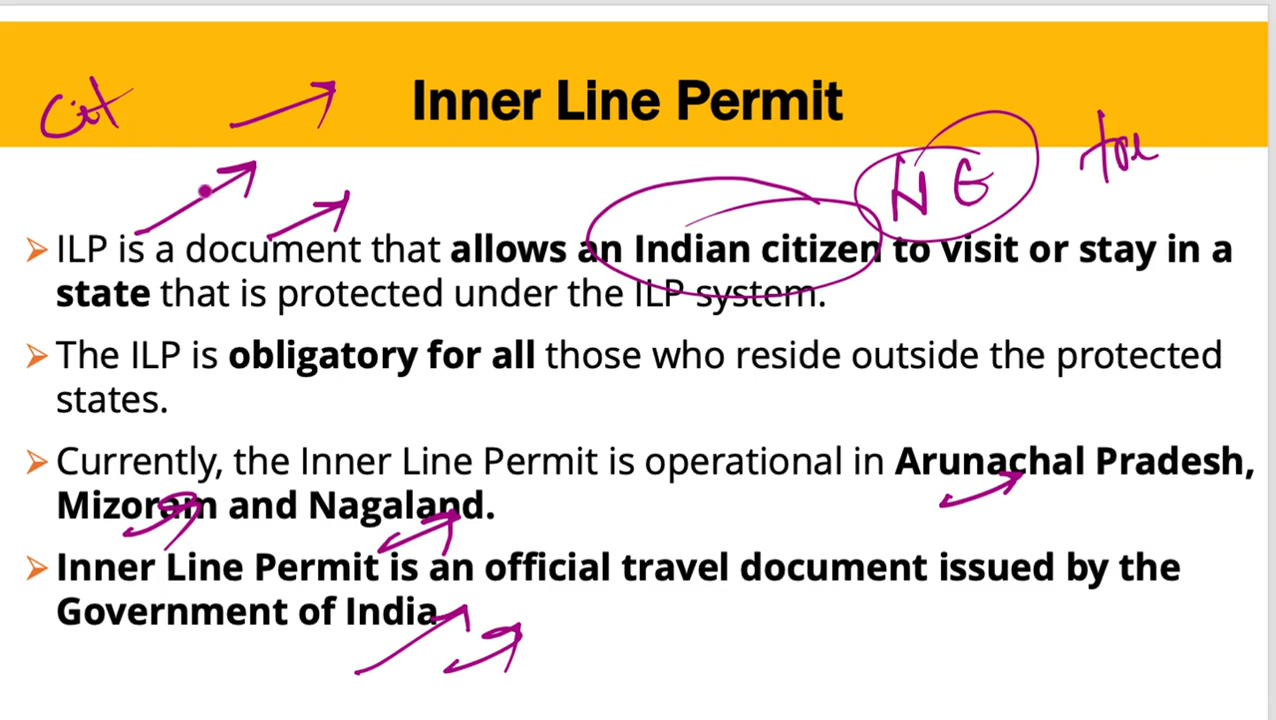 Inner Line Permit
Cit
NE
➤ ILP is a document that allows an Indian citizen to visit or stay in a
state that is protected under the ILP system.
➤ The ILP is obligatory for all those who reside outside the protected
states.
➤ Currently, the Inner Line Permit is operational in Arunachal Pradesh,
Mizoram and Nagaland.
➤ Inner Line Permit is an official travel document issued by the
Government of India